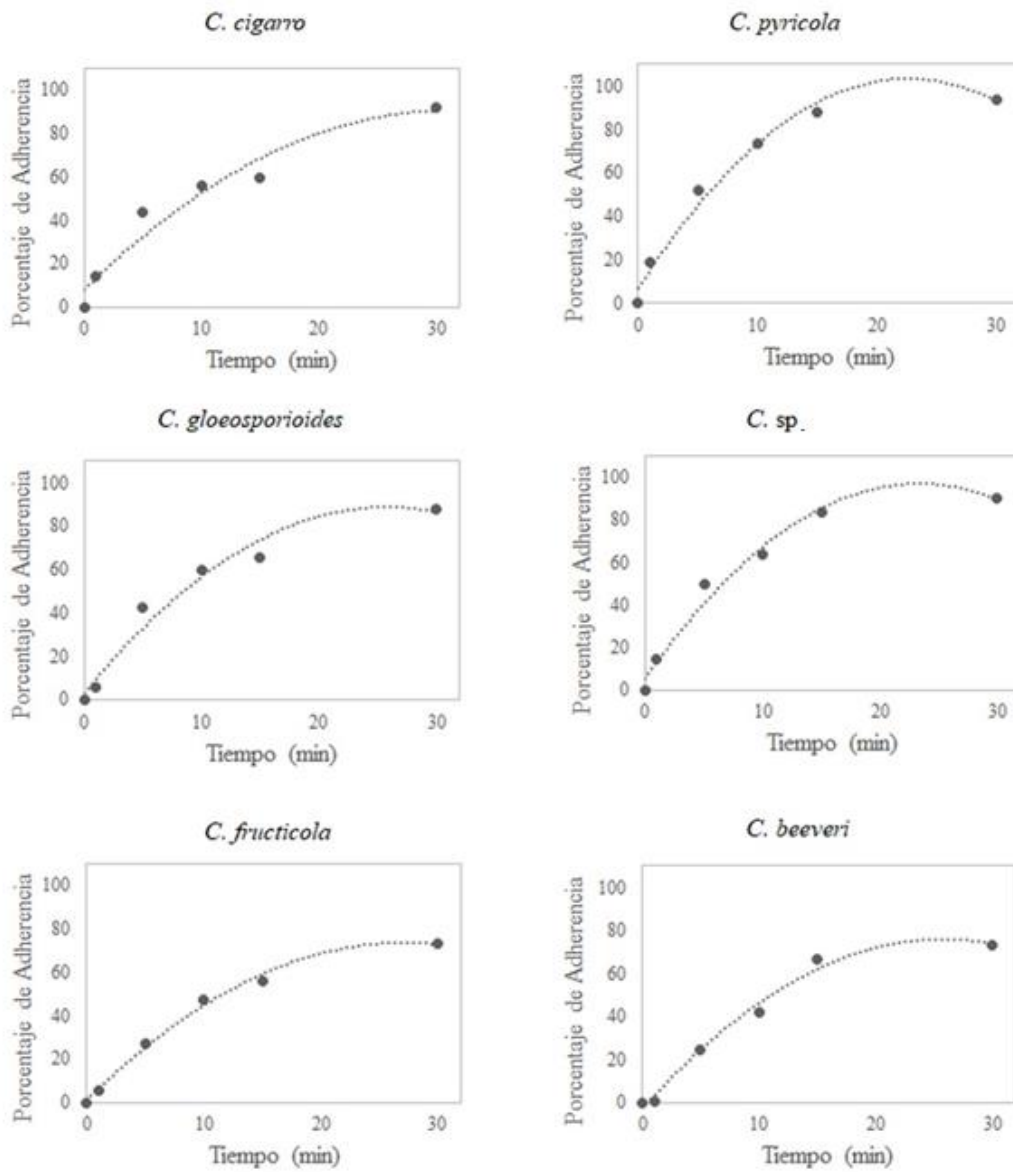 C. cigarro
Porcentaje de Adherencia
100
80
60
40
20
0
0 10 20 30
Tiempo (min)
C. pyricola
Porcentaje de Adherencia
100
80
60
40
20
0
0 10 20 30
Tiempo (min)
C. gloeosporioides
Porcentaje de Adherencia
100
80
60
40
20
0
0 10 20 30
Tiempo (min)
C. sp.
Porcentaje de Adherencia
100
80
60
40
20
0
0 10 20 30
Tiempo (min)
C. fructicola
Porcentaje de Adherencia
100
80
60
40
20
0
0 10 20 30
Tiempo (min)
C. beeveri
Porcentaje de Adherencia
100
80
60
40
20
0
0 10 20 30
Tiempo (min)